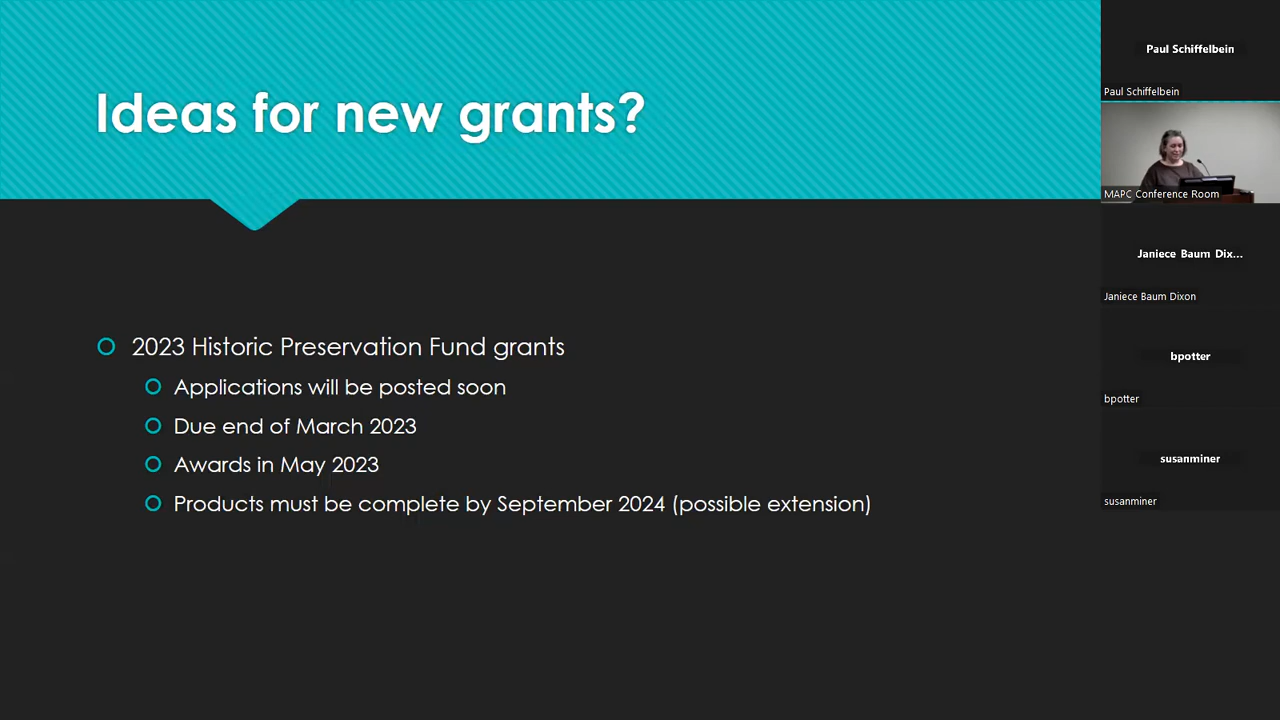 Ideas for new grants?
2023 Historic Preservation Fund grants
Applications will be posted soon
Due end of March 2023
Awards in May 2023
Products must be complete by September 2024 (possible extension)
Paul Schiffelbein
Paul Schiffelbein
MAPC Conference Room
Janiece Baum Dix...
Janiece Baum Dixon
bpotter
bpotter
susanminer
susanminer